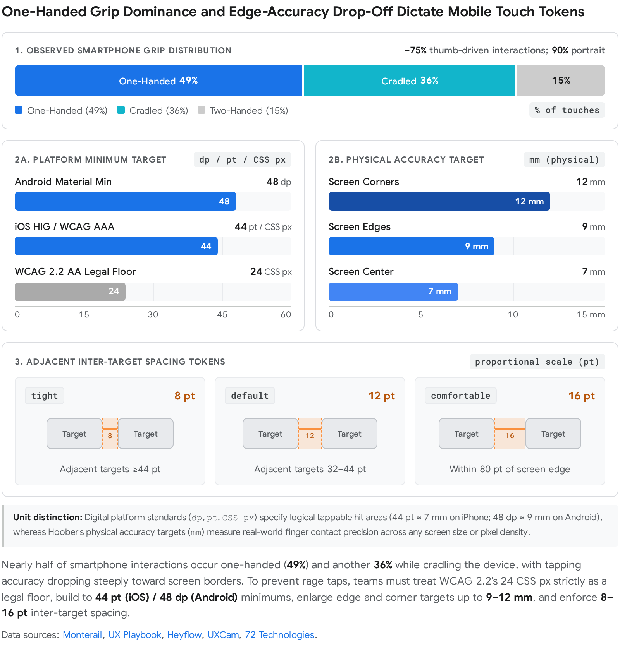 One-Handed Grip Dominance and Edge-Accuracy Drop-Off Dictate Mobile Touch Tokens
1. OBSERVED SMARTPHONE GRIP DISTRIBUTION
~75% thumb-driven interactions; 90% portrait
One-Handed 49%
Cradled 36%
15%
One-Handed (49%)
Cradled (36%)
Two-Handed (15%)
% of touches
2A. PLATFORM MINIMUM TARGET
dp / pt / CSS px
Android Material Min
48 dp
48
iOS HIG / WCAG AAA
44 pt / CSS px
44
WCAG 2.2 AA Legal Floor
24 CSS px
24
0 15 30 45 60
2B. PHYSICAL ACCURACY TARGET
mm (physical)
Screen Corners
12 mm
12 mm
Screen Edges
9 mm
9 mm
Screen Center
7 mm
7 mm
0 5 10 15 mm
3. ADJACENT INTER-TARGET SPACING TOKENS
proportional scale (pt)
tight
8 pt
Target 8 Target
Adjacent targets ≥44 pt
default
12 pt
Target 12 Target
Adjacent targets 32–44 pt
comfortable
16 pt
Target 16 Target
Within 80 pt of screen edge
Unit distinction: Digital platform standards (dp, pt, CSS px) specify logical tappable hit areas (44 pt ≈ 7 mm on iPhone; 48 dp ≈ 9 mm on Android),
whereas Hoober's physical accuracy targets (mm) measure real-world finger contact precision across any screen size or pixel density.
Nearly half of smartphone interactions occur one-handed (49%) and another 36% while cradling the device, with tapping
accuracy dropping steeply toward screen borders. To prevent rage taps, teams must treat WCAG 2.2's 24 CSS px strictly as a
legal floor, build to 44 pt (iOS) / 48 dp (Android) minimums, enlarge edge and corner targets up to 9–12 mm, and enforce 8–
16 pt inter-target spacing.
Data sources: Monterail, UX Playbook, Heyflow, UXCam, 72 Technologies.